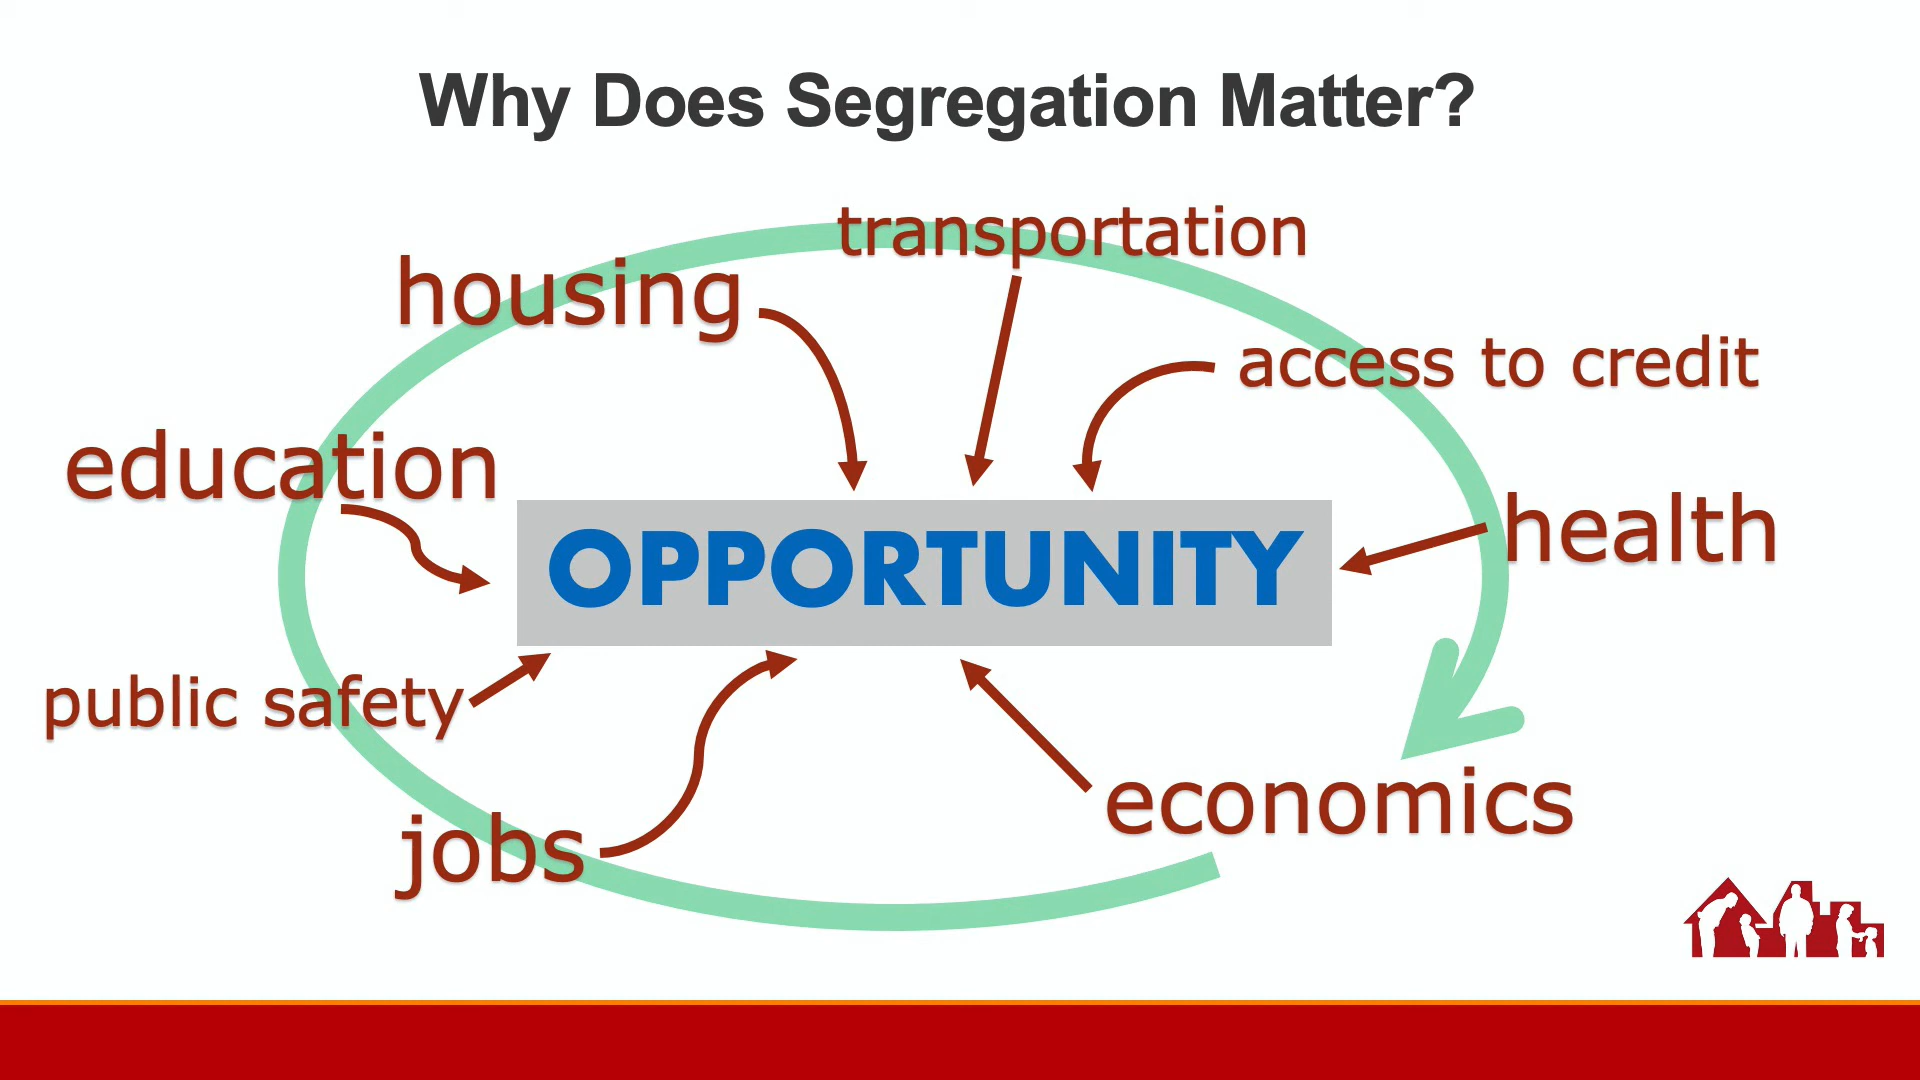 Why Does Segregation Matter?
transportation
housing
access to credit
education
health
OPPORTUNITY
public safety
economics
jobs